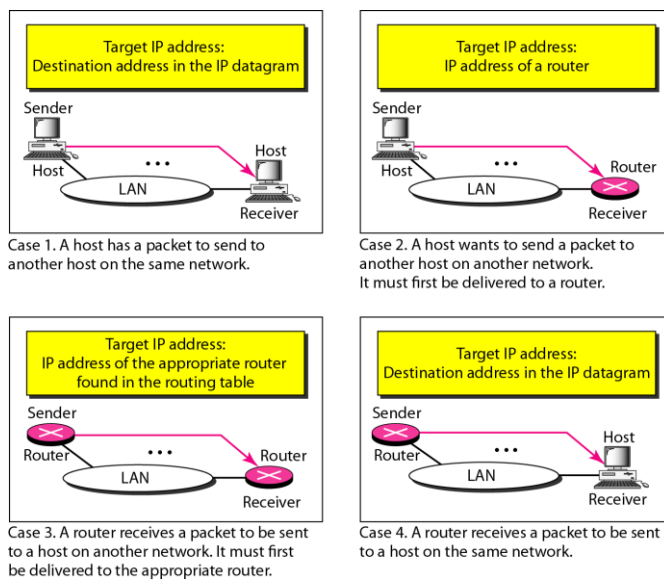 Target IP address:
Destination address in the IP datagram
Sender
Host
Host
LAN
Receiver
Case 1. A host has a packet to send to
another host on the same network.
Target IP address:
IP address of a router
Sender
Router
Host
LAN
Receiver
Case 2. A host wants to send a packet to
another host on another network.
It must first be delivered to a router.
Target IP address:
IP address of the appropriate router
found in the routing table
Sender
Router
Router
LAN
Receiver
Case 3. A router receives a packet to be sent
to a host on another network. It must first
be delivered to the appropriate router.
Target IP address:
Destination address in the IP datagram
Sender
Host
Router
LAN
Receiver
Case 4. A router receives a packet to be sent
to a host on the same network.